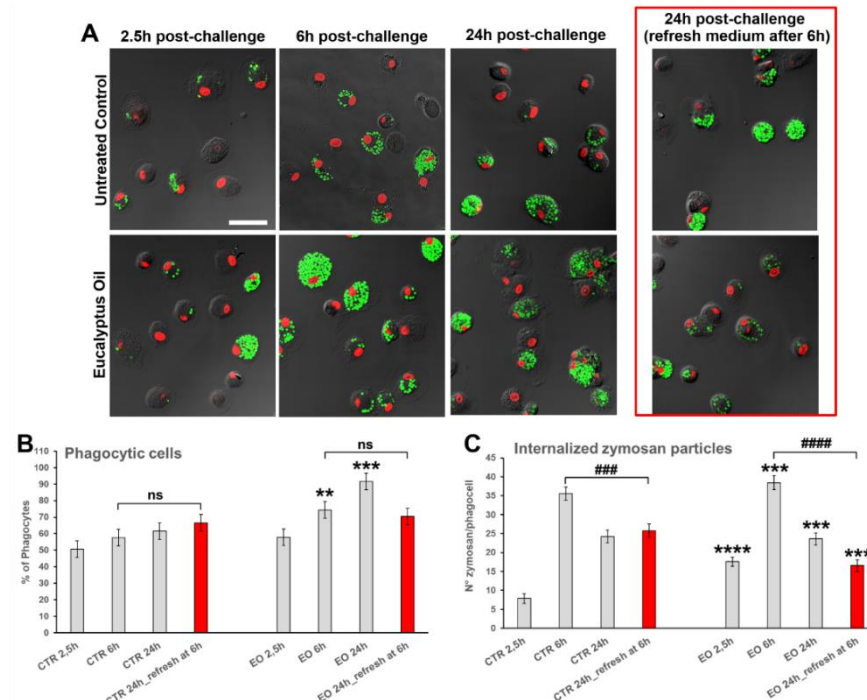 A
2.5h post-challenge
6h post-challenge
24h post-challenge
24h post-challenge
(refresh medium after 6h)
Untreated Control
Eucalyptus Oil
B
Phagocytic cells
% of Phagocytes
110
100
90
80
70
60
50
40
30
20
10
0
ns
ns
**
***
CTR 2,5h
CTR 6h
CTR 24h
CTR 24h_refresh at 6h
EO 2,5h
EO 6h
EO 24h
EO 24h_refresh at 6h
C
Internalized zymosan particles
N° zymosan/phagocell
45
40
35
30
25
20
15
10
5
0
###
####
****
***
***
***
CTR 2,5h
CTR 6h
CTR 24h
CTR 24h_refresh at 6h
EO 2,5h
EO 6h
EO 24h
EO 24h_refresh at 6h